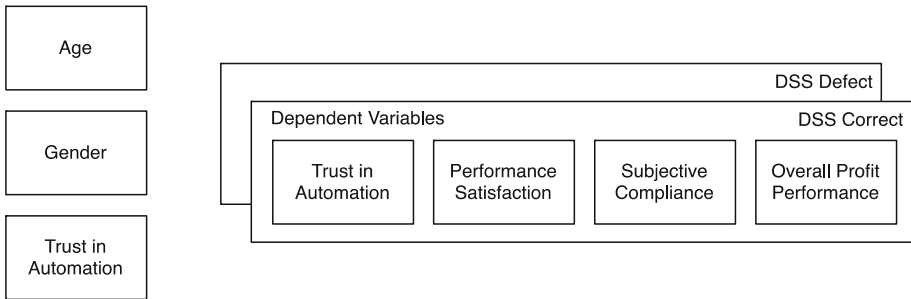 Age
Gender
Trust in
Automation
DSS Defect
Dependent Variables
DSS Correct
Trust in
Automation
Performance
Satisfaction
Subjective
Compliance
Overall Profit
Performance